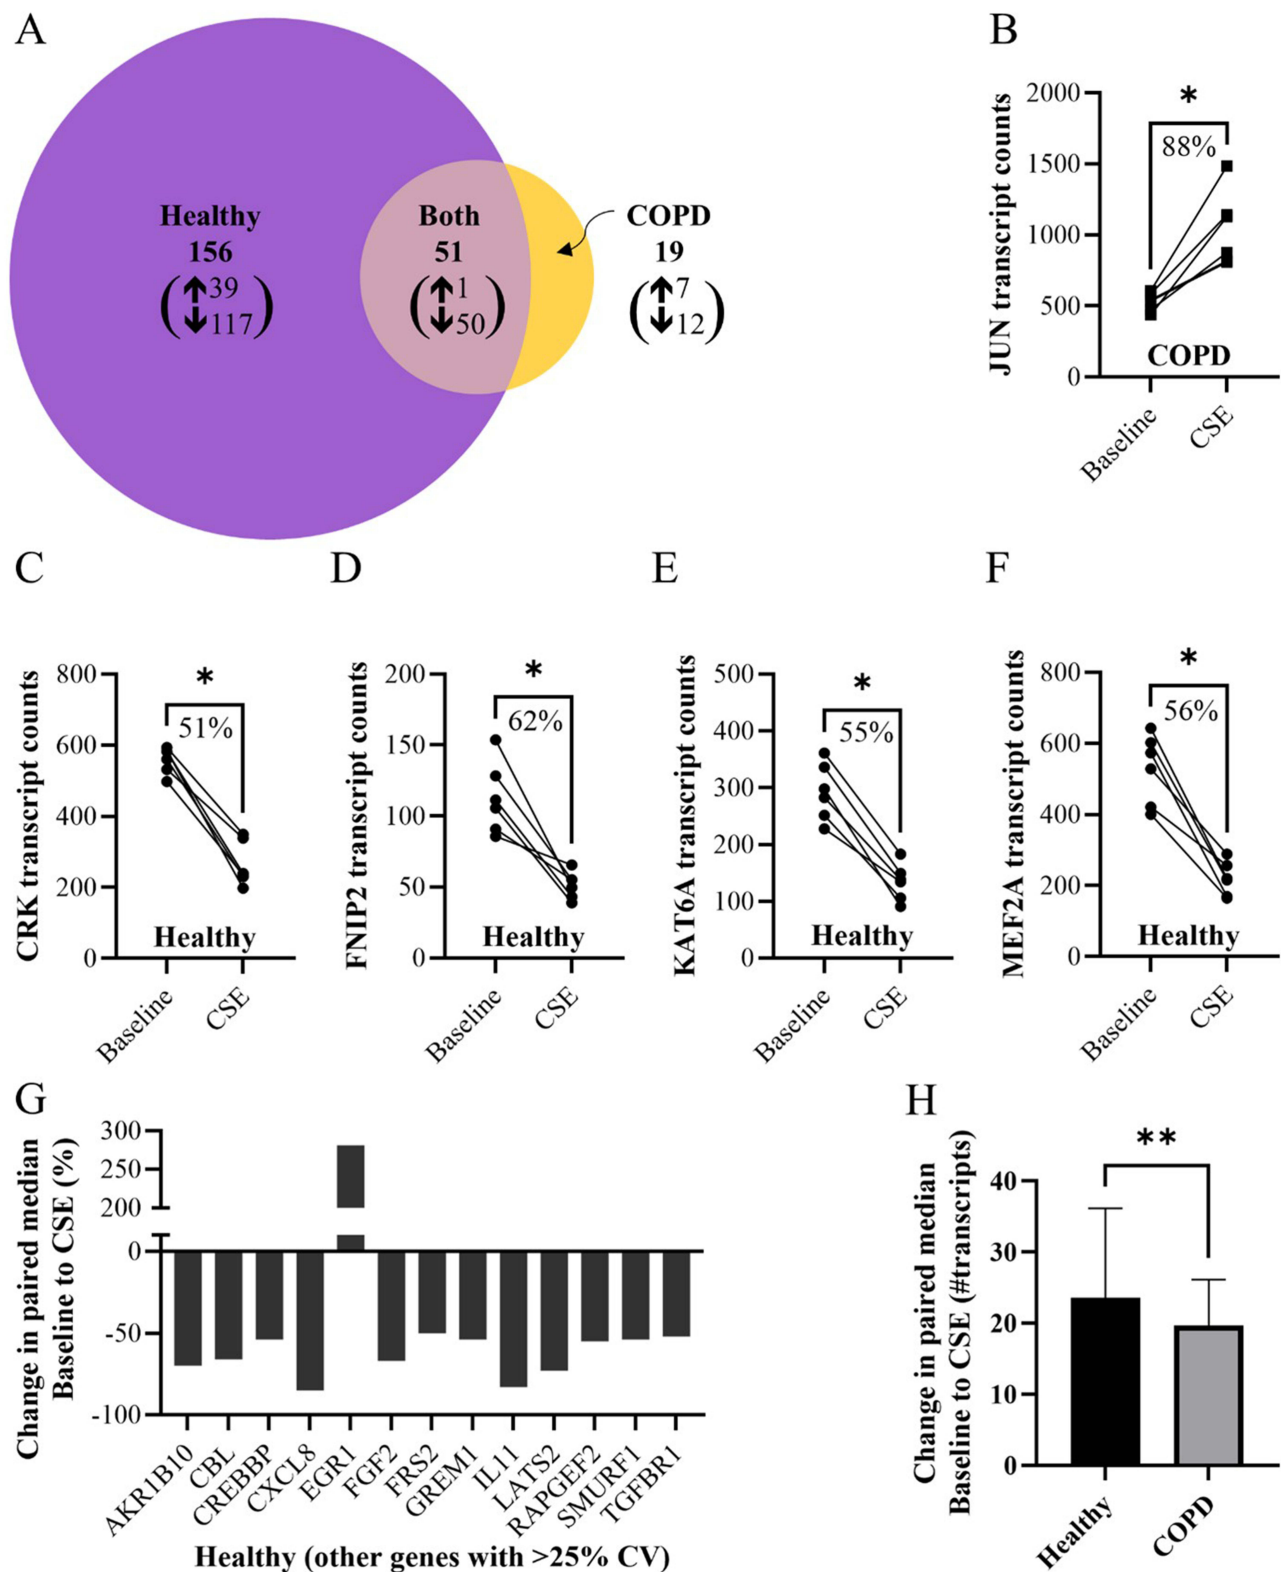 A
Healthy
156
(↑39
↓117)
Both
51
(↑1
↓50)
COPD
19
(↑7
↓12)
B
JUN transcript counts
2000
1500
1000
500
0
*
88%
COPD
Baseline
CSE
C
CRK transcript counts
800
600
400
200
0
*
51%
Healthy
Baseline
CSE
D
FNIP2 transcript counts
200
150
100
50
0
*
62%
Healthy
Baseline
CSE
E
KAT6A transcript counts
500
400
300
200
100
0
*
55%
Healthy
Baseline
CSE
F
MEF2A transcript counts
800
600
400
200
0
*
56%
Healthy
Baseline
CSE
G
Change in paired median
Baseline to CSE (%)
300
250
200
0
-50
-100
AKR1B10
CBL
CREBBP
CXCL8
EGR1
FGF2
FRS2
GREM1
IL11
LATS2
RAPGEF2
SMURF1
TGFBR1
Healthy (other genes with >25% CV)
H
Change in paired median
Baseline to CSE (#transcripts)
40
30
20
10
0
**
Healthy
COPD